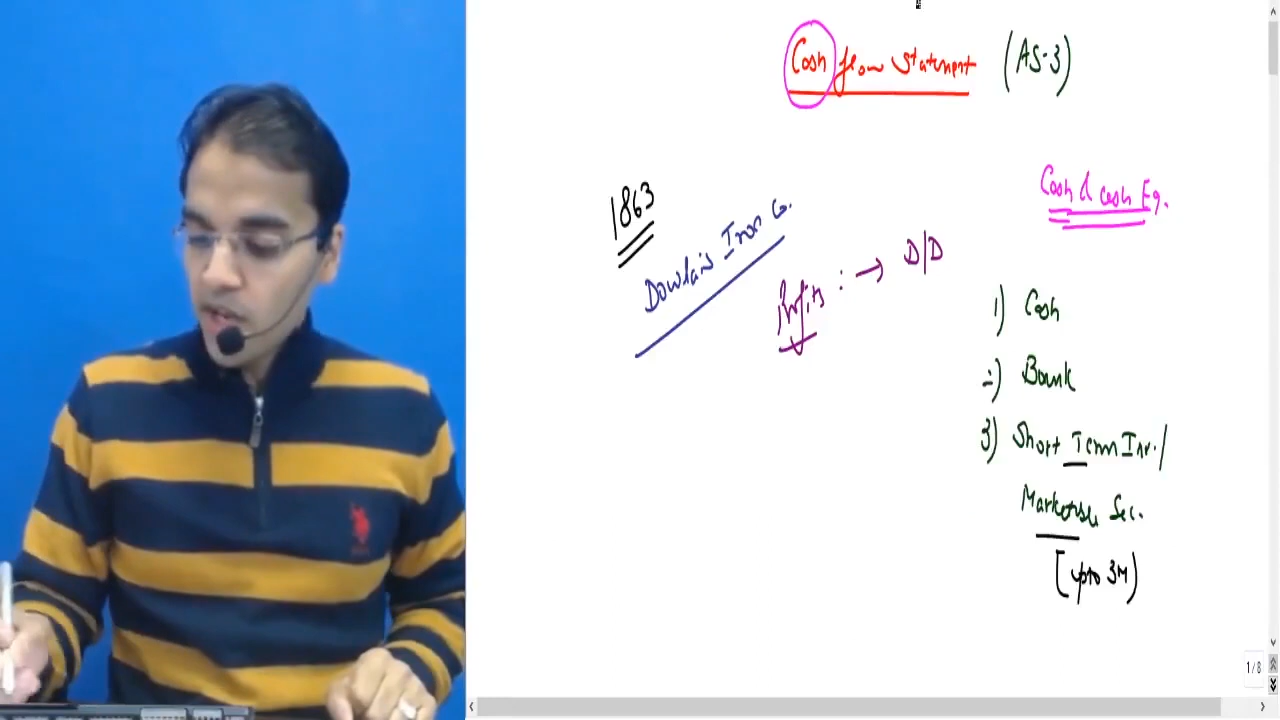 Cash flow Statement (AS-3)
1863
Dowlais Iron Co.
Profits : → D/D
Cash & cash Eq.
1) Cash
2) Bank
3) Short Term Inv./
Marketable Sec.
[upto 3M)
1 / 8